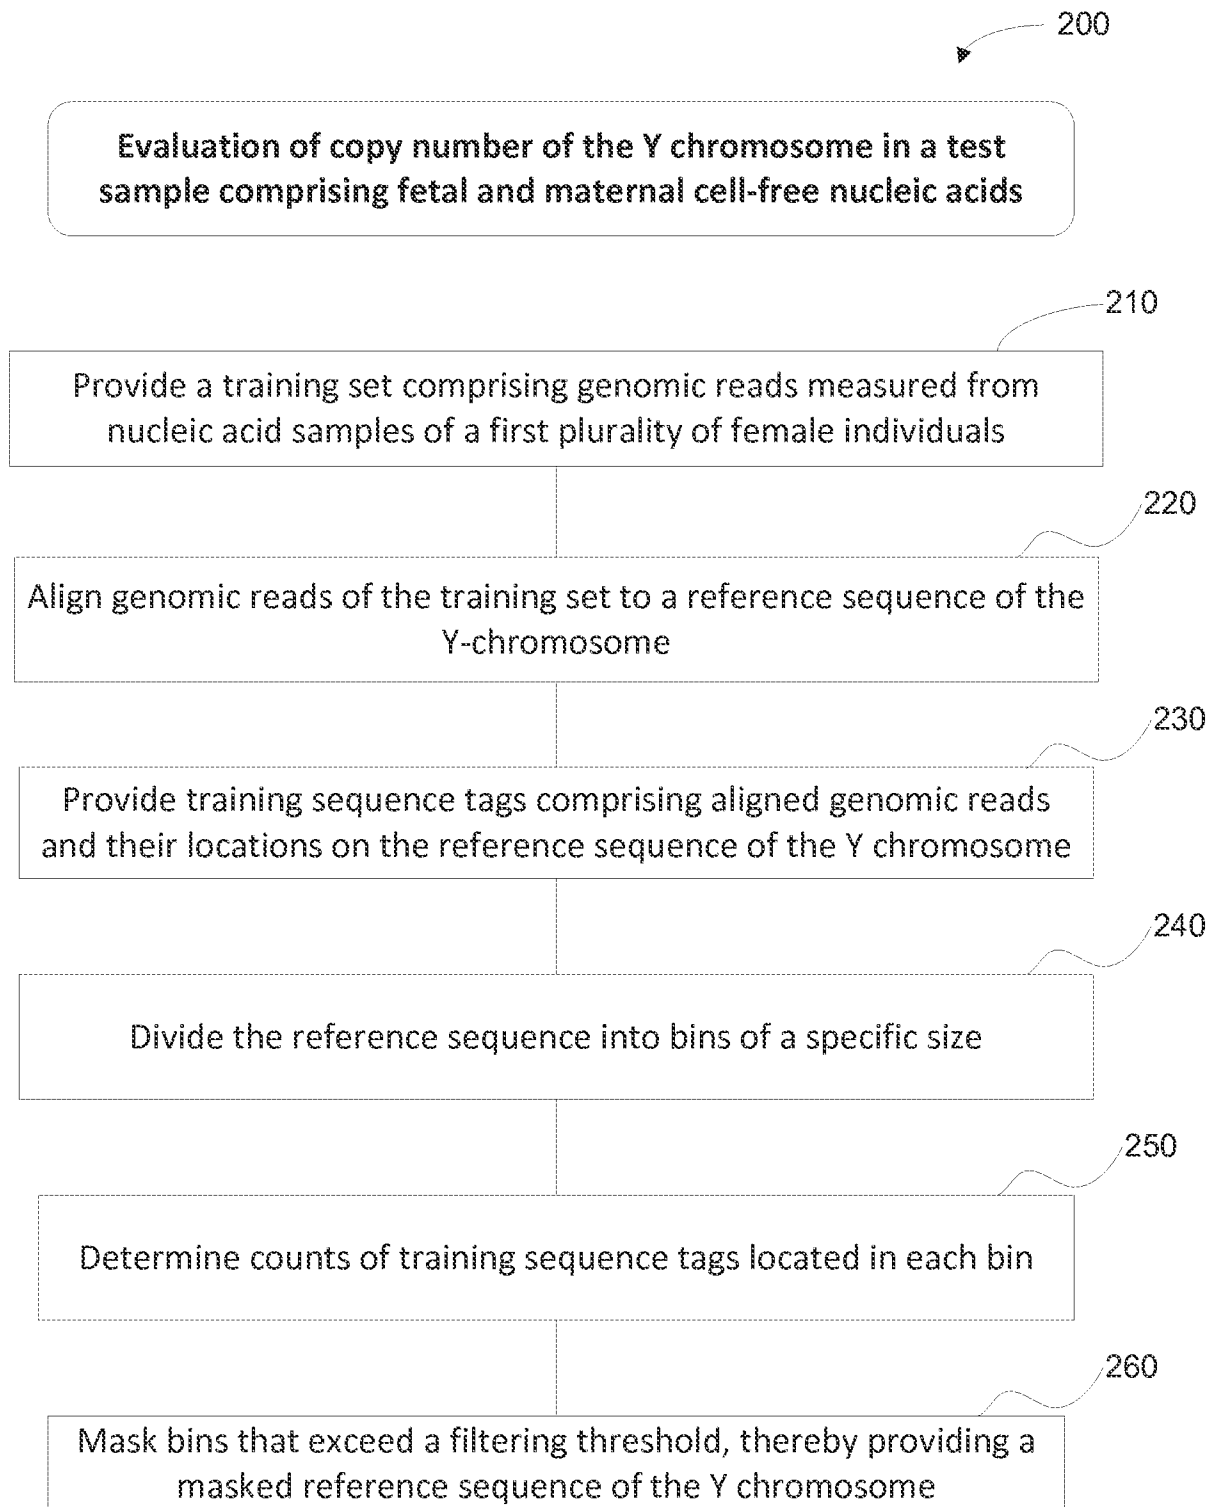 200
Evaluation of copy number of the Y chromosome in a test
sample comprising fetal and maternal cell-free nucleic acids
210
Provide a training set comprising genomic reads measured from
nucleic acid samples of a first plurality of female individuals
220
Align genomic reads of the training set to a reference sequence of the
Y-chromosome
230
Provide training sequence tags comprising aligned genomic reads
and their locations on the reference sequence of the Y chromosome
240
Divide the reference sequence into bins of a specific size
250
Determine counts of training sequence tags located in each bin
260
Mask bins that exceed a filtering threshold, thereby providing a
masked reference sequence of the Y chromosome